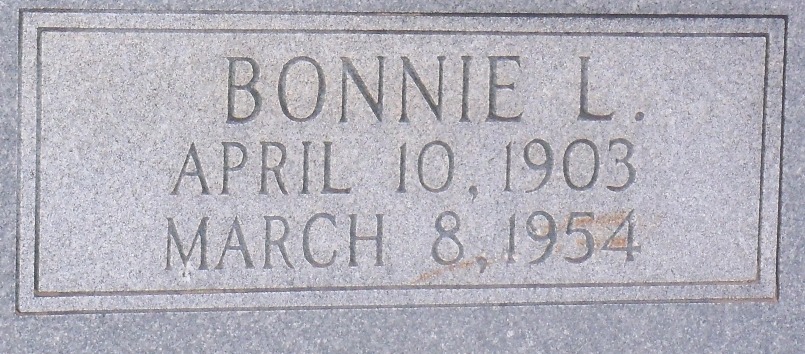 BONNIE L.
APRIL 10, 1903
MARCH 8, 1954